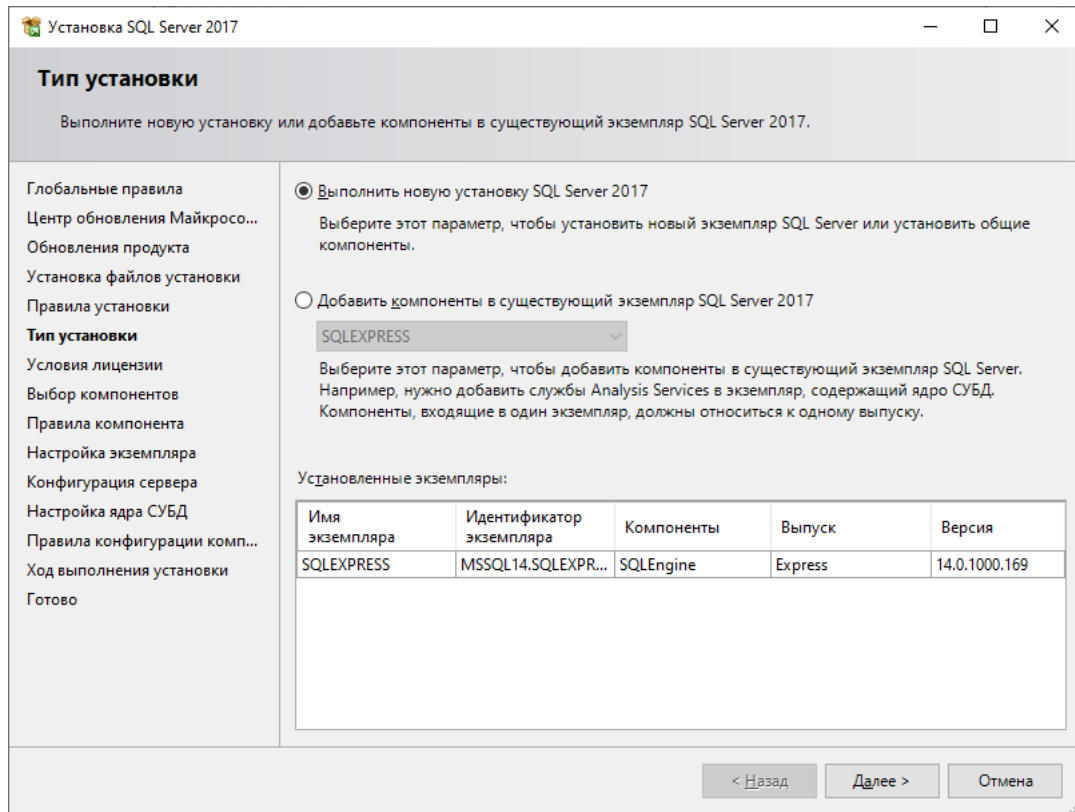 Установка SQL Server 2017
Тип установки
Выполните новую установку или добавьте компоненты в существующий экземпляр SQL Server 2017.
Глобальные правила
Центр обновления Майкросо...
Обновления продукта
Установка файлов установки
Правила установки
Тип установки
Условия лицензии
Выбор компонентов
Правила компонента
Настройка экземпляра
Конфигурация сервера
Настройка ядра СУБД
Правила конфигурации комп...
Ход выполнения установки
Готово
Выполнить новую установку SQL Server 2017
Выберите этот параметр, чтобы установить новый экземпляр SQL Server или установить общие
компоненты.
Добавить компоненты в существующий экземпляр SQL Server 2017
SQLEXPRESS
Выберите этот параметр, чтобы добавить компоненты в существующий экземпляр SQL Server.
Например, нужно добавить службы Analysis Services в экземпляр, содержащий ядро СУБД.
Компоненты, входящие в один экземпляр, должны относиться к одному выпуску.
Установленные экземпляры:
Имя экземпляра Идентификатор экземпляра Компоненты Выпуск Версия
SQLEXPRESS MSSQL14.SQLEXPR... SQLEngine Express 14.0.1000.169
< Назад Далее > Отмена